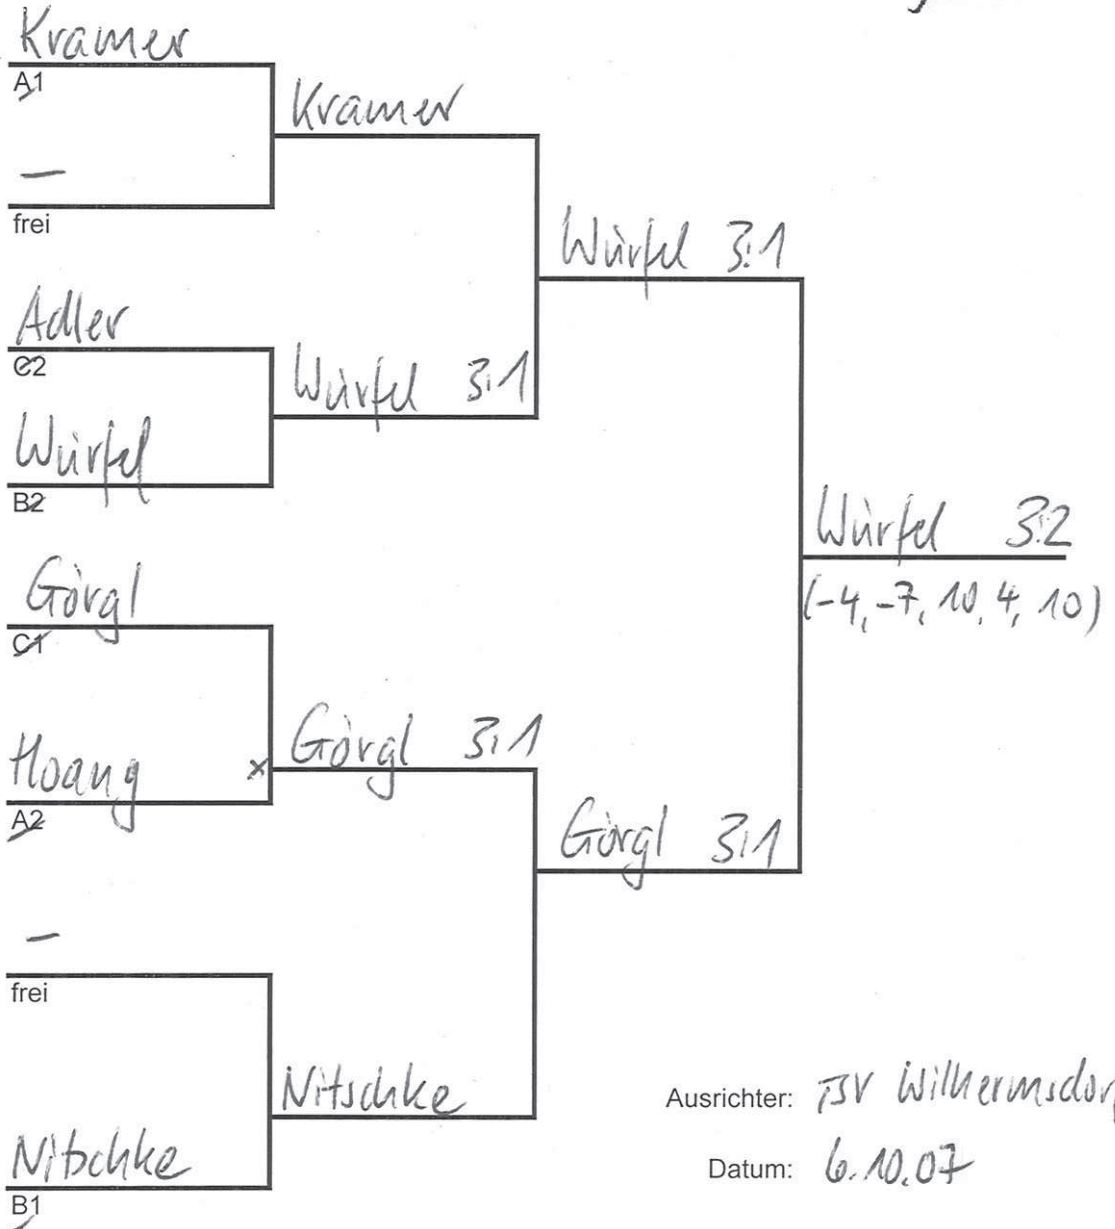 Kramer
A1
Kramer
—
frei
Würfel 3:1
Adler
C2
Würfel 3:1
Würfel
B2
Würfel 3:2
(-4, -7, 10, 4, 10)
Görgl
C1
Görgl 3:1
Hoang x
A2
Görgl 3:1
—
frei
Nitschke
Ausrichter: TSV Wilhermsdorf
Nitschke
Datum: 6.10.07
B1